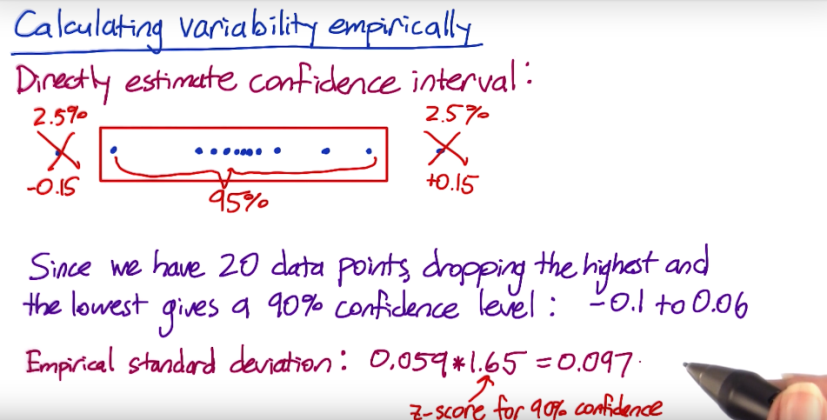 Calculating variability empirically
Directly estimate confidence interval:
2.5% 2.5%
-0.15 +0.15
95%
Since we have 20 data points, dropping the highest and
the lowest gives a 90% confidence level: -0.1 to 0.06
Empirical standard deviation: 0.059*1.65 = 0.097
z-score for 90% confidence